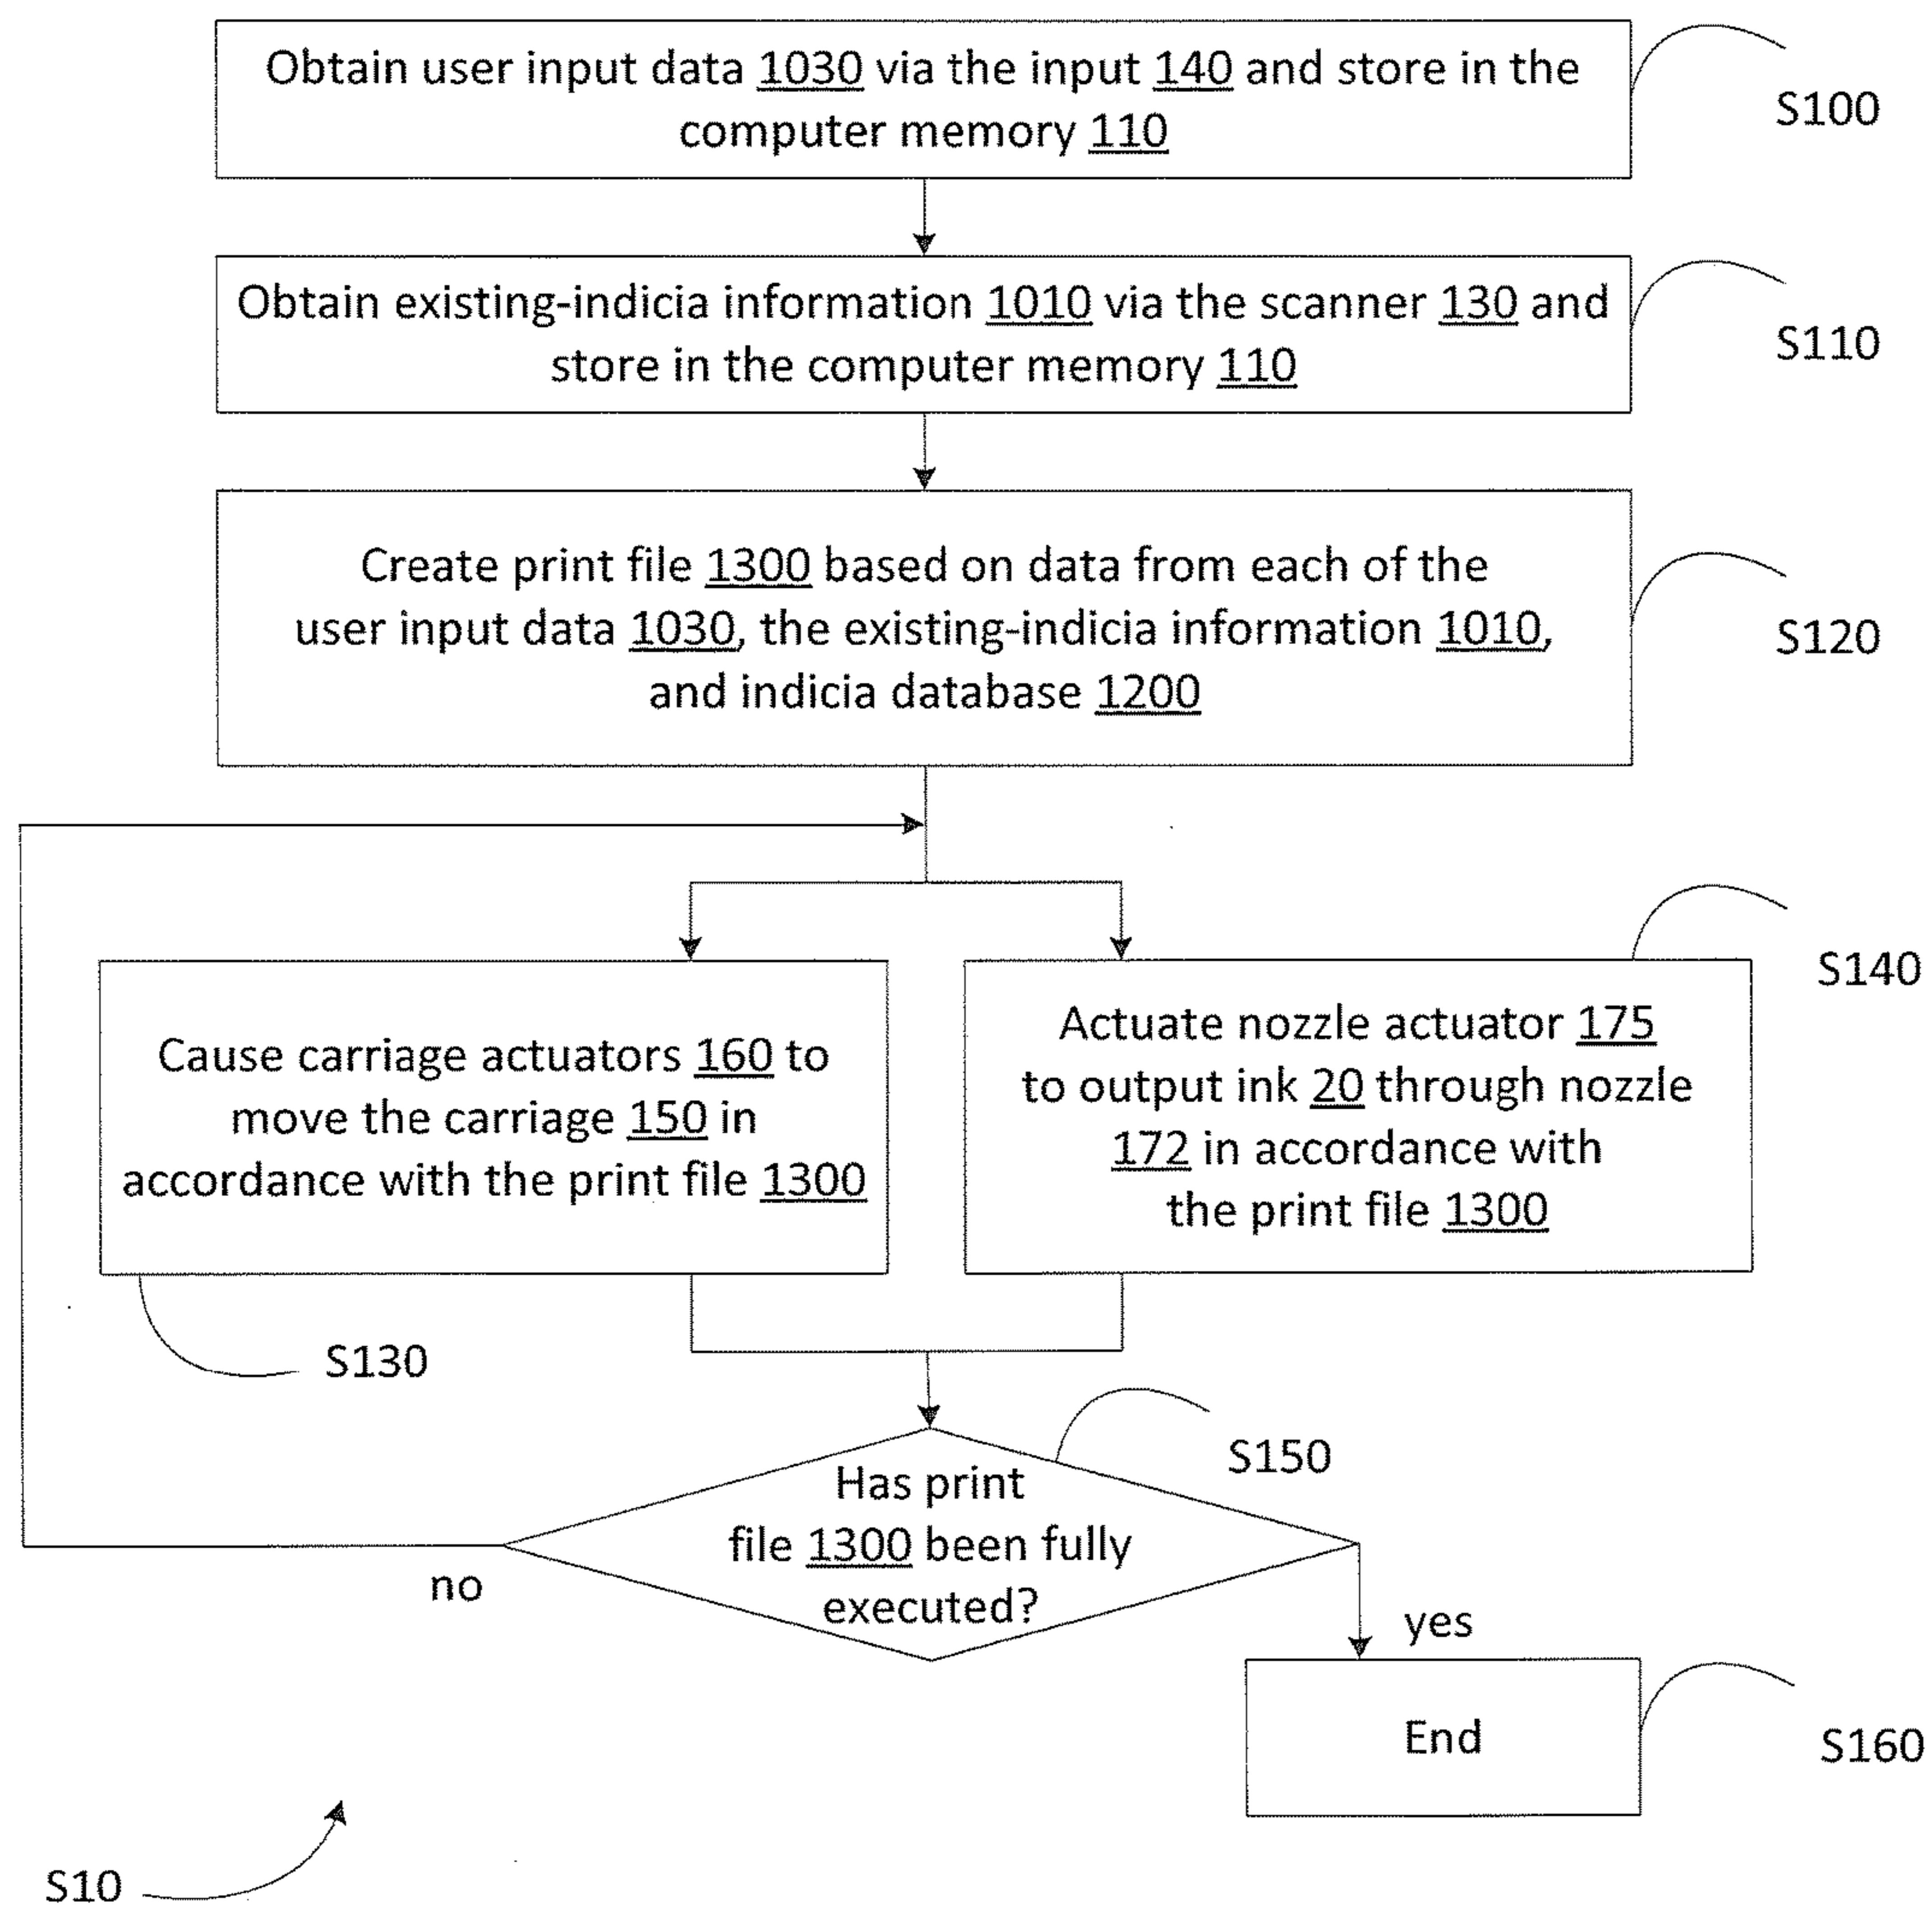 Obtain user input data 1030 via the input 140 and store in the
computer memory 110
S100
Obtain existing-indicia information 1010 via the scanner 130 and
store in the computer memory 110
S110
Create print file 1300 based on data from each of the
user input data 1030, the existing-indicia information 1010,
and indicia database 1200
S120
Cause carriage actuators 160 to
move the carriage 150 in
accordance with the print file 1300
S130
Actuate nozzle actuator 175
to output ink 20 through nozzle
172 in accordance with
the print file 1300
S140
Has print
file 1300 been fully
executed?
S150
no
yes
End
S160
S10